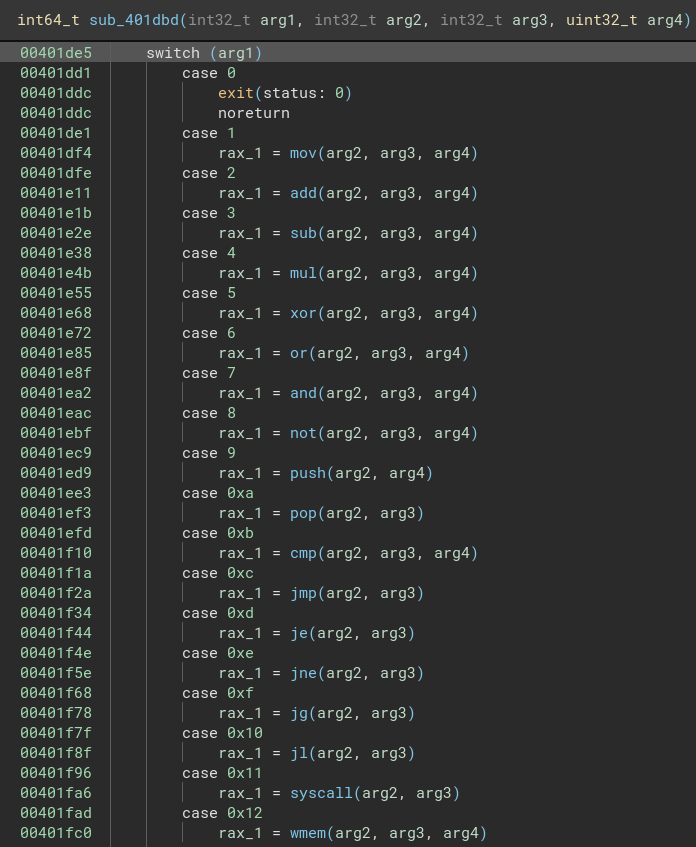 int64_t sub_401dbd(int32_t arg1, int32_t arg2, int32_t arg3, uint32_t arg4)
00401de5 switch (arg1)
00401dd1 case 0
00401ddc exit(status: 0)
00401ddc noreturn
00401de1 case 1
00401df4 rax_1 = mov(arg2, arg3, arg4)
00401dfe case 2
00401e11 rax_1 = add(arg2, arg3, arg4)
00401e1b case 3
00401e2e rax_1 = sub(arg2, arg3, arg4)
00401e38 case 4
00401e4b rax_1 = mul(arg2, arg3, arg4)
00401e55 case 5
00401e68 rax_1 = xor(arg2, arg3, arg4)
00401e72 case 6
00401e85 rax_1 = or(arg2, arg3, arg4)
00401e8f case 7
00401ea2 rax_1 = and(arg2, arg3, arg4)
00401eac case 8
00401ebf rax_1 = not(arg2, arg3, arg4)
00401ec9 case 9
00401ed9 rax_1 = push(arg2, arg4)
00401ee3 case 0xa
00401ef3 rax_1 = pop(arg2, arg3)
00401efd case 0xb
00401f10 rax_1 = cmp(arg2, arg3, arg4)
00401f1a case 0xc
00401f2a rax_1 = jmp(arg2, arg3)
00401f34 case 0xd
00401f44 rax_1 = je(arg2, arg3)
00401f4e case 0xe
00401f5e rax_1 = jne(arg2, arg3)
00401f68 case 0xf
00401f78 rax_1 = jg(arg2, arg3)
00401f7f case 0x10
00401f8f rax_1 = jl(arg2, arg3)
00401f96 case 0x11
00401fa6 rax_1 = syscall(arg2, arg3)
00401fad case 0x12
00401fc0 rax_1 = wmem(arg2, arg3, arg4)